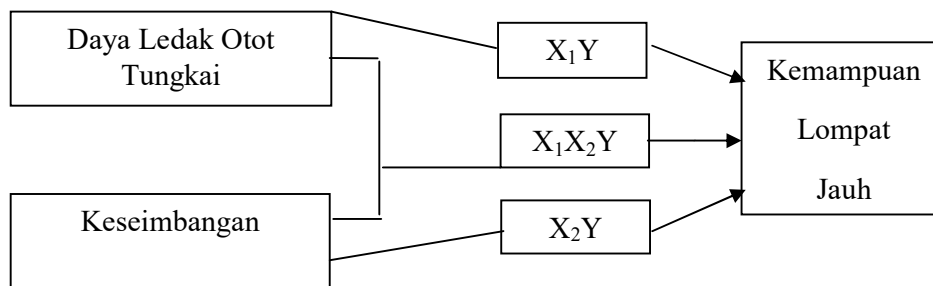 Daya Ledak Otot
Tungkai
X₁Y
Kemampuan
Lompat
Jauh
X₁X₂Y
Keseimbangan
X₂Y